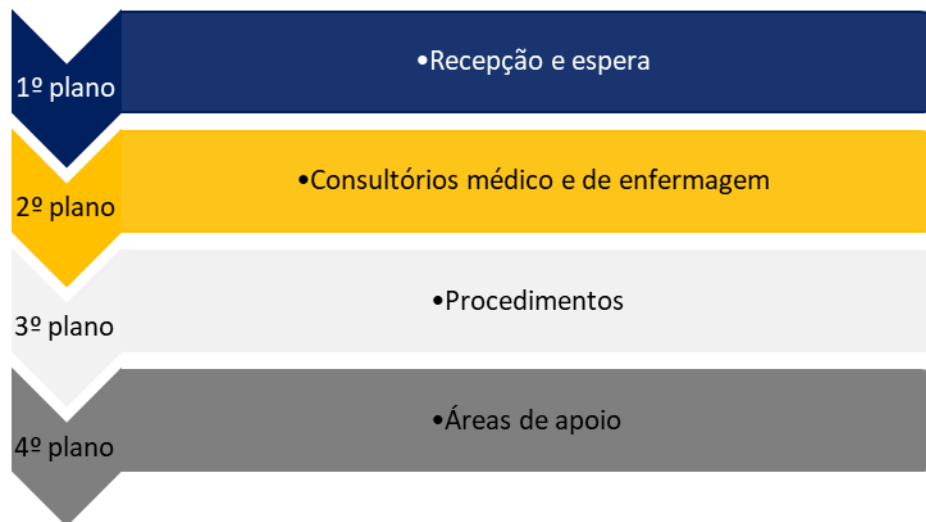 1º plano
•Recepção e espera
2º plano
•Consultórios médico e de enfermagem
3º plano
•Procedimentos
4º plano
•Áreas de apoio